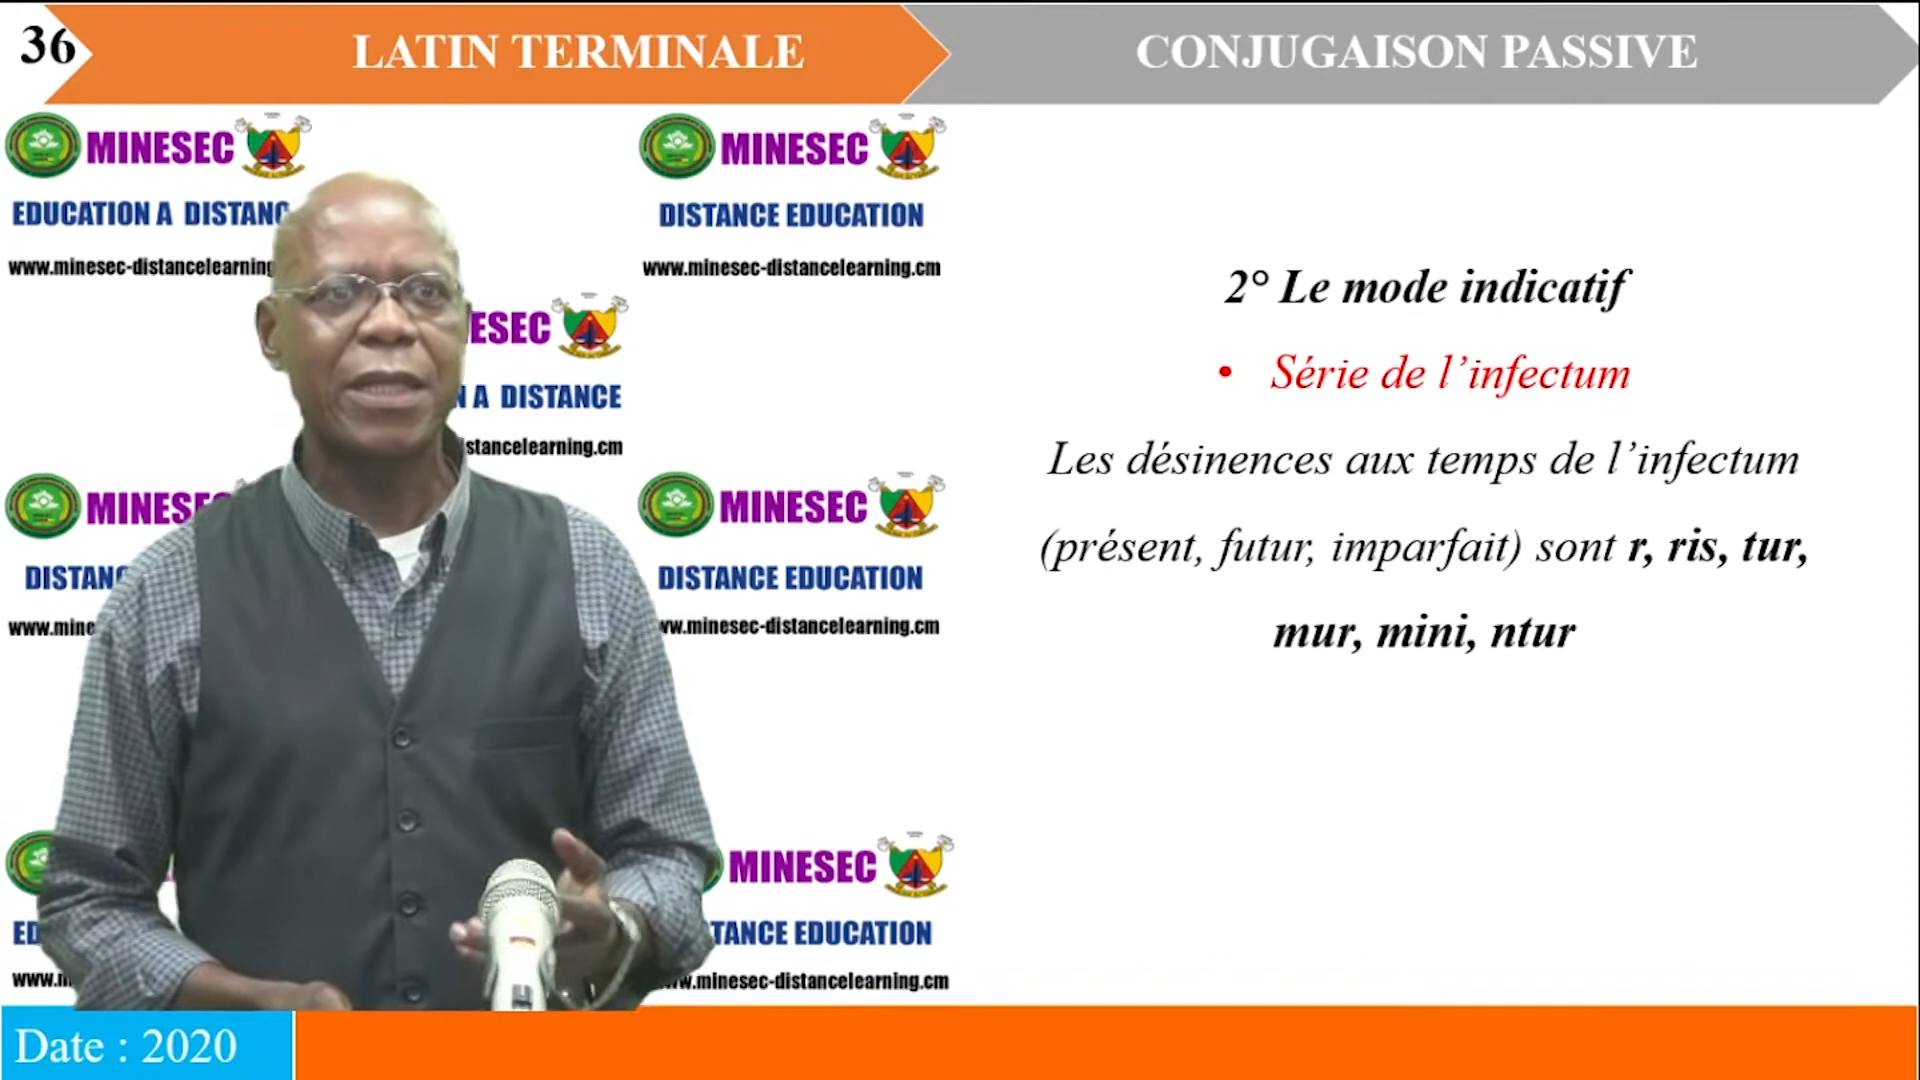 36
LATIN TERMINALE
CONJUGAISON PASSIVE
MINESEC
MINESEC
EDUCATION A DISTANC
DISTANCE EDUCATION
www.minesec-distancelearning
www.minesec-distancelearning.cm
ESEC
N A DISTANCE
istancelearning.cm
MINESE
MINESEC
DISTANC
DISTANCE EDUCATION
www.mine
ww.minesec-distancelearning.cm
MINESEC
ED
TANCE EDUCATION
www.m
w.minesec-distancelearning.cm
2° Le mode indicatif
• Série de l’infectum
Les désinences aux temps de l’infectum
(présent, futur, imparfait) sont r, ris, tur,
mur, mini, ntur
Date : 2020